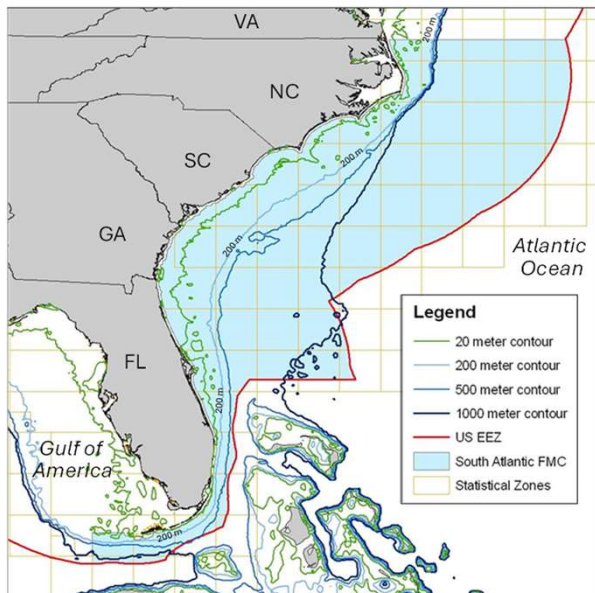 VA
200 m
NC
200 m
SC
200 m
GA
Atlantic
Ocean
FL
200 m
Gulf of
America
200 m
Legend
20 meter contour
200 meter contour
500 meter contour
1000 meter contour
US EEZ
South Atlantic FMC
Statistical Zones